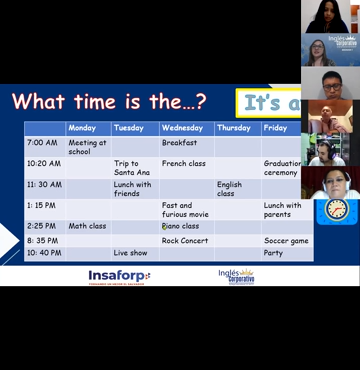 What time is the...?
It's a
Monday Tuesday Wednesday Thursday Friday
7:00 AM Meeting at school Breakfast
10:20 AM Trip to Santa Ana French class Graduation ceremony
11: 30 AM Lunch with friends English class
1: 15 PM Fast and furious movie Lunch with parents
2:25 PM Math class Piano class
8: 35 PM Rock Concert Soccer game
10: 40 PM Live show Party
Insaforp
Inglés
Corporativo